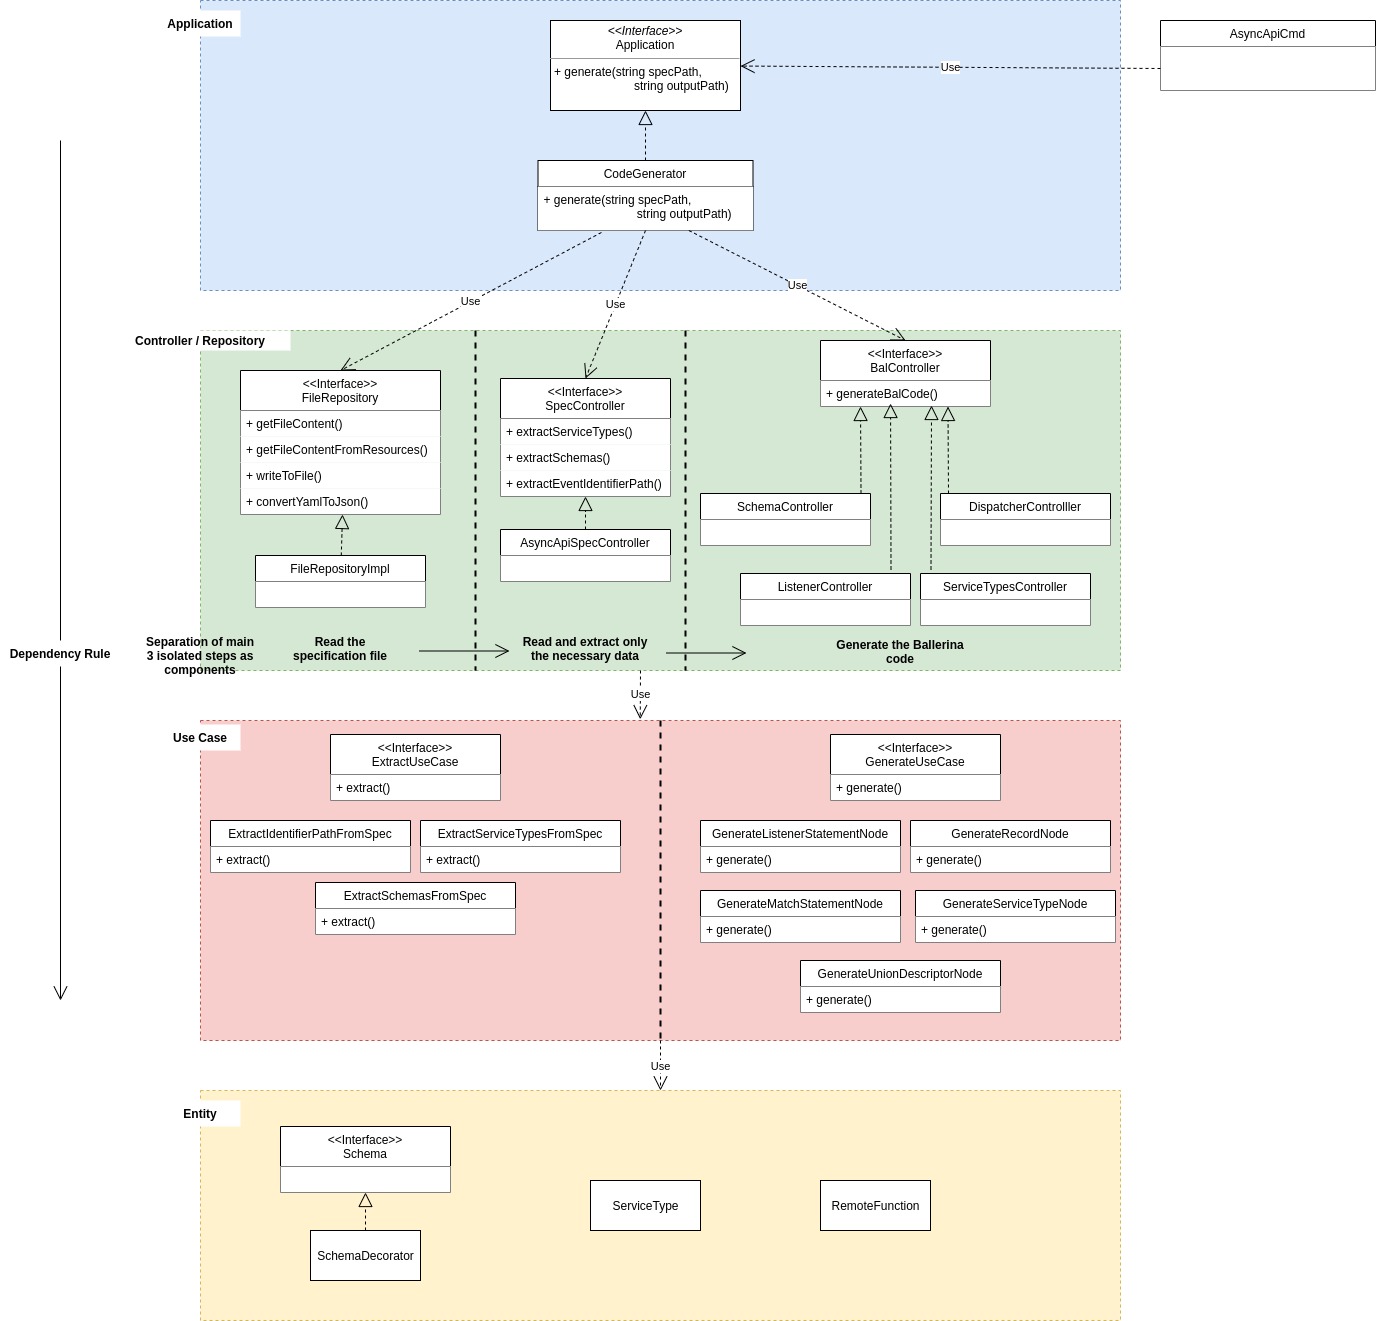 Application
<<Interface>>
Application
+ generate(string specPath,
string outputPath)
AsyncApiCmd
Use
CodeGenerator
+ generate(string specPath,
string outputPath)
Use
Use
Use
Controller / Repository
<<Interface>>
FileRepository
+ getFileContent()
+ getFileContentFromResources()
+ writeToFile()
+ convertYamlToJson()
FileRepositoryImpl
<<Interface>>
SpecController
+ extractServiceTypes()
+ extractSchemas()
+ extractEventIdentifierPath()
AsyncApiSpecController
<<Interface>>
BalController
+ generateBalCode()
SchemaController
DispatcherControlller
ListenerController
ServiceTypesController
Dependency Rule
Separation of main
3 isolated steps as
components
Read the
specification file
Read and extract only
the necessary data
Generate the Ballerina
code
Use
Use Case
<<Interface>>
ExtractUseCase
+ extract()
ExtractIdentifierPathFromSpec
+ extract()
ExtractServiceTypesFromSpec
+ extract()
ExtractSchemasFromSpec
+ extract()
<<Interface>>
GenerateUseCase
+ generate()
GenerateListenerStatementNode
+ generate()
GenerateRecordNode
+ generate()
GenerateMatchStatementNode
+ generate()
GenerateServiceTypeNode
+ generate()
GenerateUnionDescriptorNode
+ generate()
Use
Entity
<<Interface>>
Schema
SchemaDecorator
ServiceType
RemoteFunction